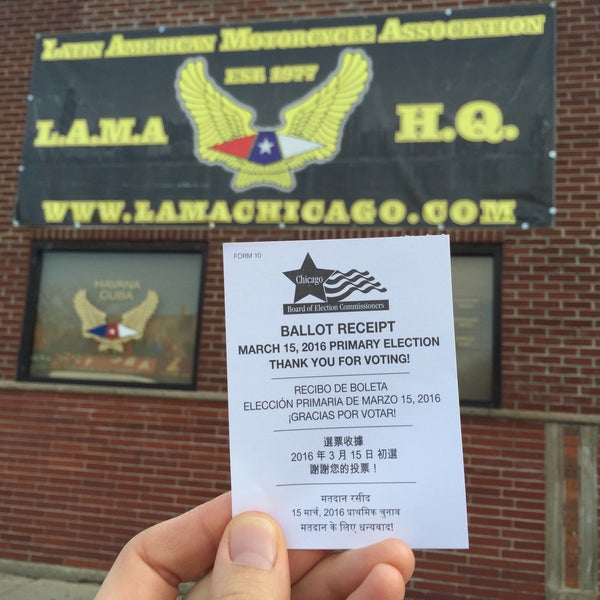 LATIN AMERICAN MOTORCYCLE ASSOCIATION
EST. 1977
L.A.M.A
H.Q.
WWW.LAMACHICAGO.COM
HAVANA
CUBA
FORM 10
Chicago
Board of Election Commissioners
BALLOT RECEIPT
MARCH 15, 2016 PRIMARY ELECTION
THANK YOU FOR VOTING!
RECIBO DE BOLETA
ELECCIÓN PRIMARIA DE MARZO 15, 2016
¡GRACIAS POR VOTAR!
選票收據
2016 年 3 月 15 日 初選
謝謝您的投票！
मतदान रसीद
15 मार्च, 2016 प्राथमिक चुनाव
मतदान के लिए धन्यवाद!